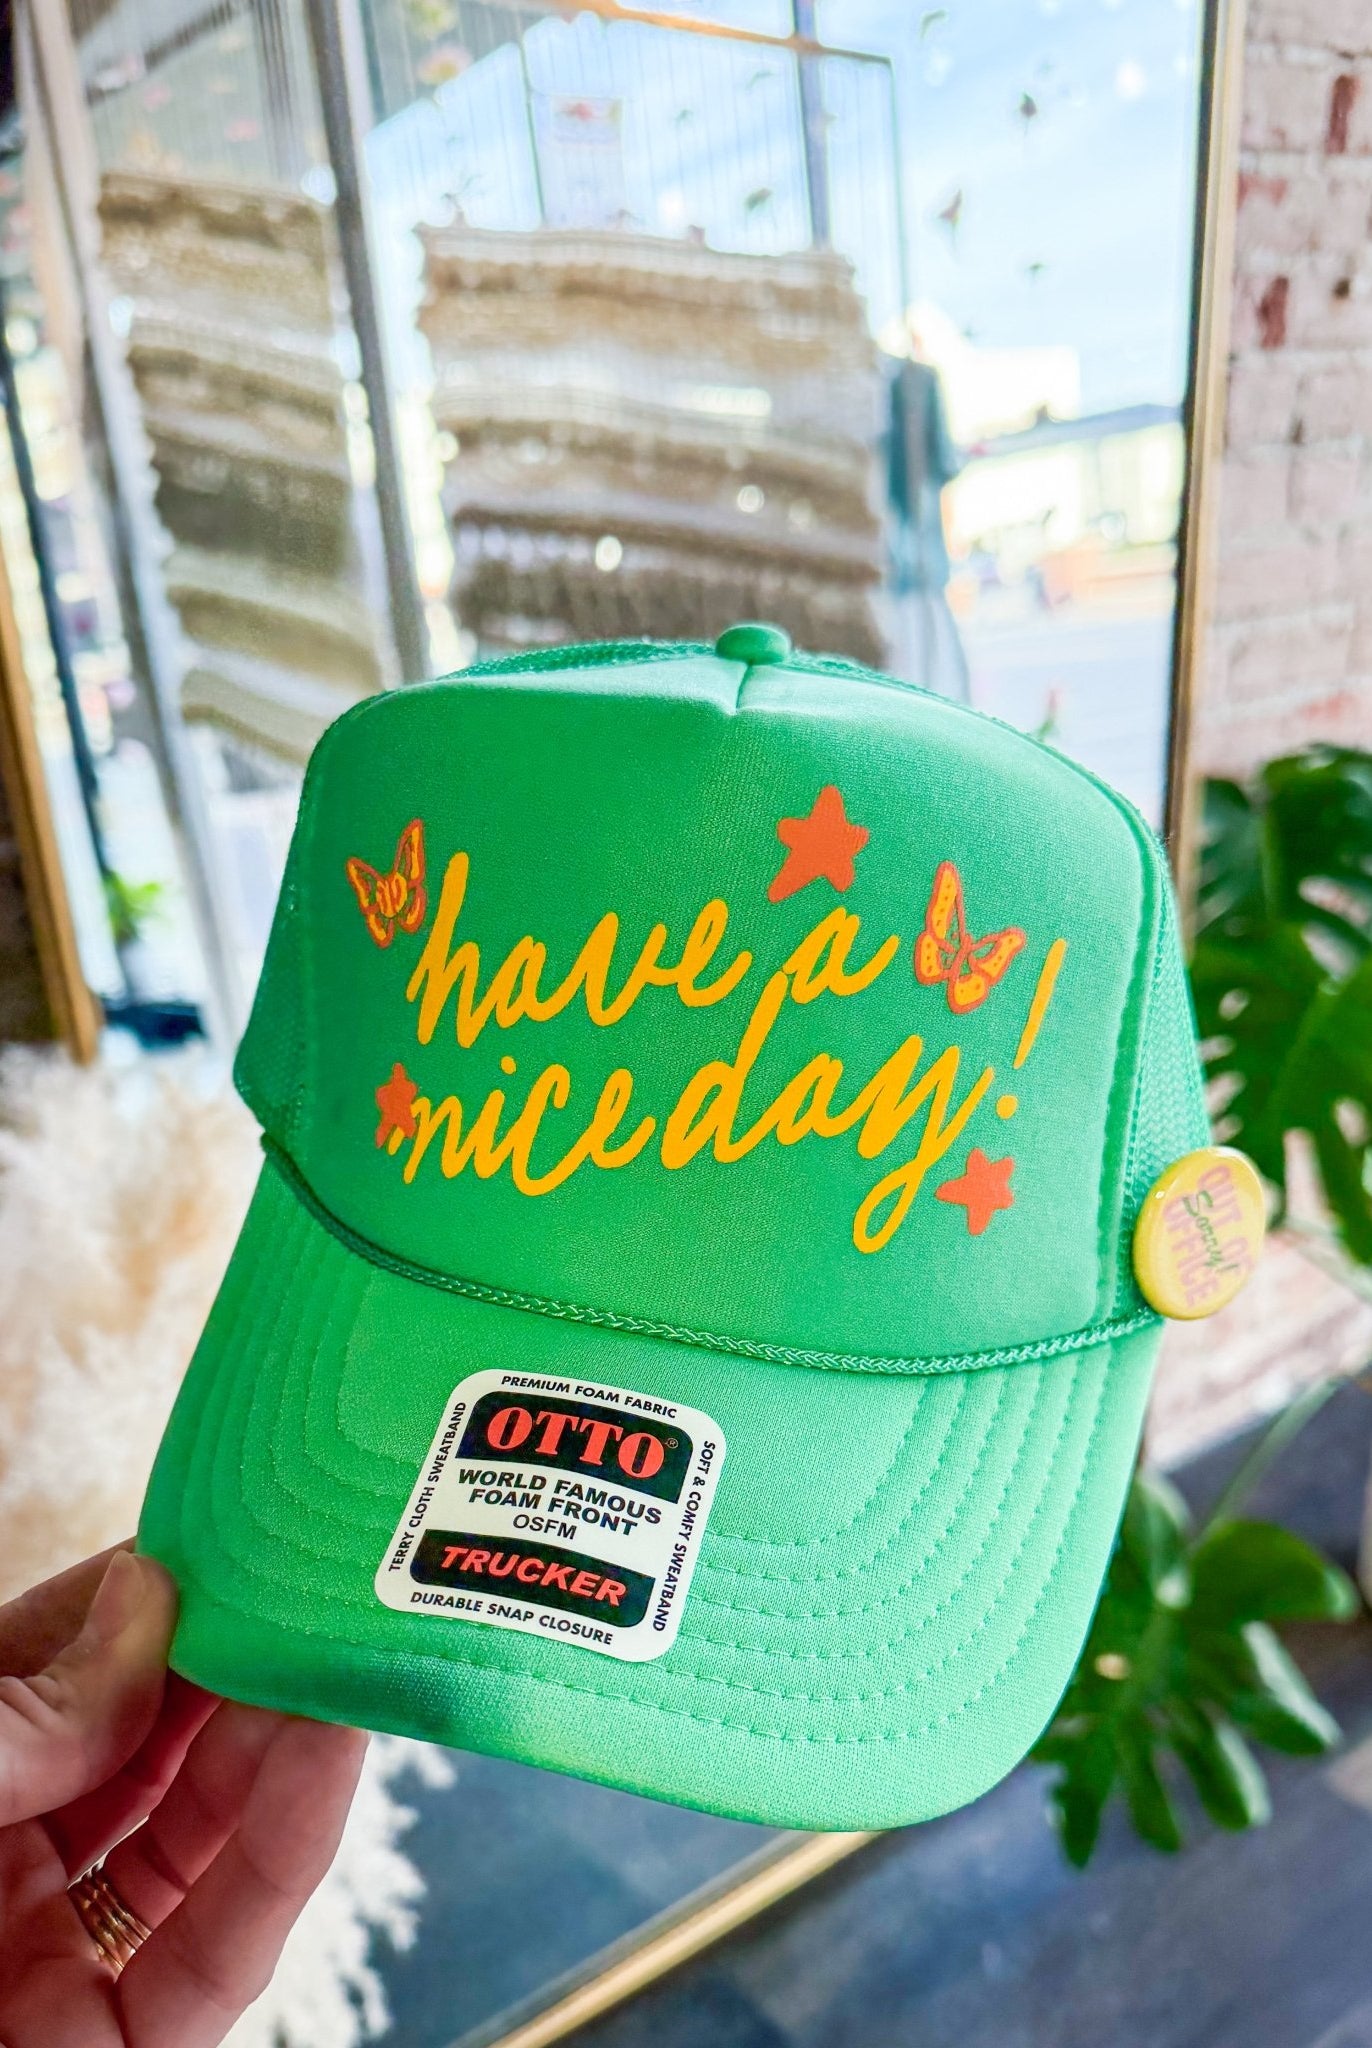 have a
nice day!
OUT OF
Sorry!
OFFICE
PREMIUM FOAM FABRIC
TERRY CLOTH SWEATBAND
OTTO®
WORLD FAMOUS
FOAM FRONT
OSFM
TRUCKER
SOFT & COMFY SWEATBAND
DURABLE SNAP CLOSURE